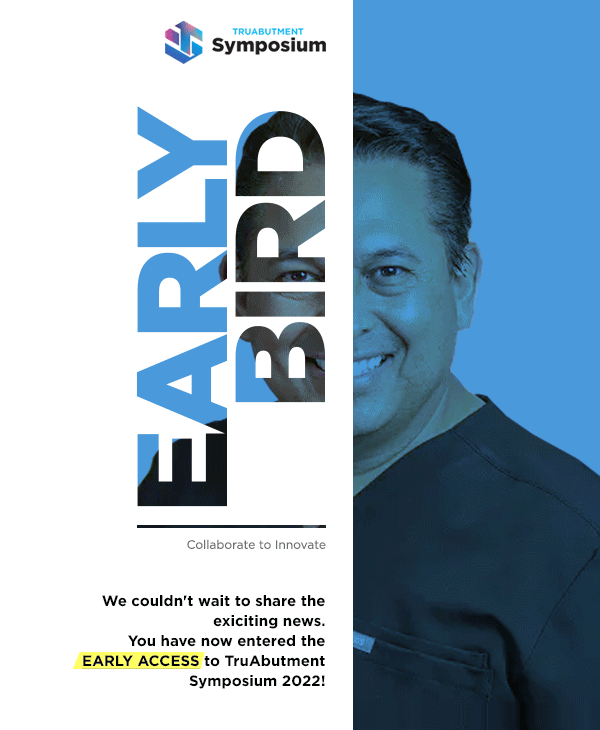 TRUABUTMENT
Symposium
EARLY
BIRD
Collaborate to Innovate
We couldn't wait to share the
exiciting news.
You have now entered the
EARLY ACCESS to TruAbutment
Symposium 2022!